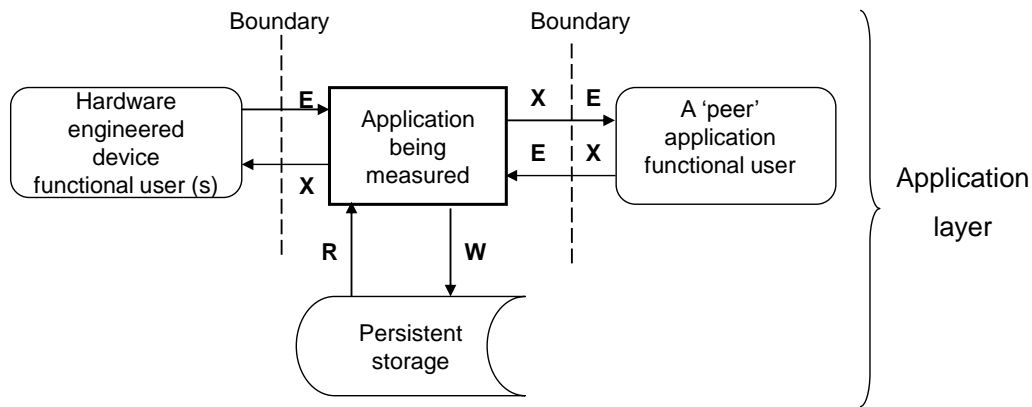 Boundary
Boundary
Hardware
engineered
device
functional user (s)
E
X
Application
being
measured
X
E
E
X
A ‘peer’
application
functional user
R
W
Persistent
storage
Application
layer